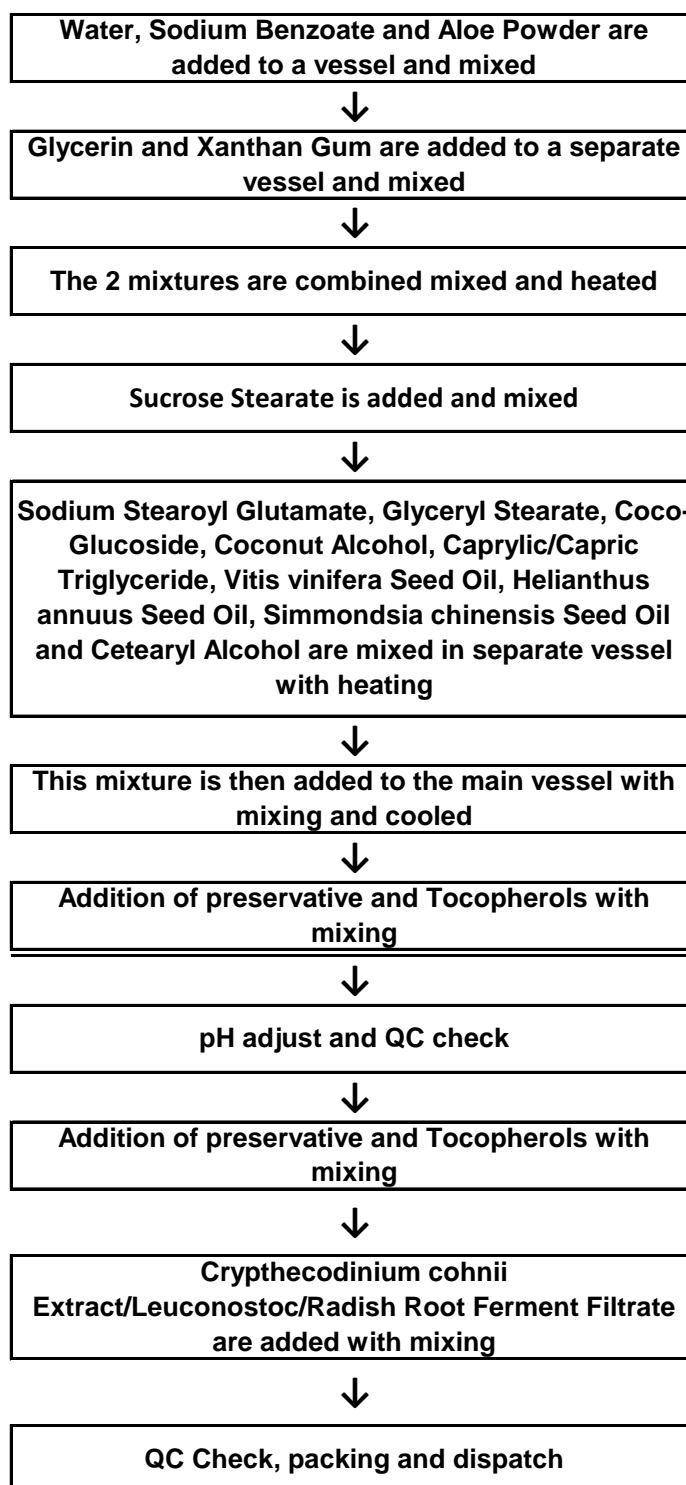 Water, Sodium Benzoate and Aloe Powder are
added to a vessel and mixed
Glycerin and Xanthan Gum are added to a separate
vessel and mixed
The 2 mixtures are combined mixed and heated
Sucrose Stearate is added and mixed
Sodium Stearoyl Glutamate, Glyceryl Stearate, Coco-
Glucoside, Coconut Alcohol, Caprylic/Capric
Triglyceride, Vitis vinifera Seed Oil, Helianthus
annuus Seed Oil, Simmondsia chinensis Seed Oil
and Cetearyl Alcohol are mixed in separate vessel
with heating
This mixture is then added to the main vessel with
mixing and cooled
Addition of preservative and Tocopherols with
mixing
pH adjust and QC check
Addition of preservative and Tocopherols with
mixing
Crypthecodinium cohnii
Extract/Leuconostoc/Radish Root Ferment Filtrate
are added with mixing
QC Check, packing and dispatch